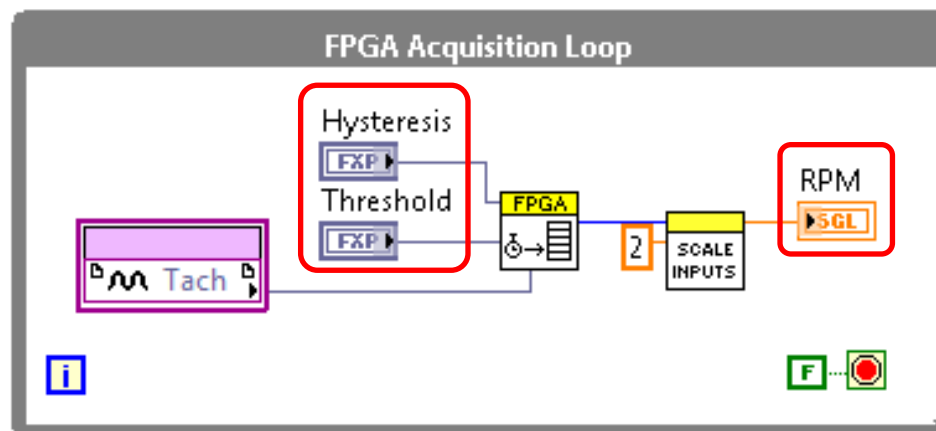 FPGA Acquisition Loop
Hysteresis
FXP
Threshold
FXP
Tach
FPGA
2
SCALE
INPUTS
RPM
SGL
i
F